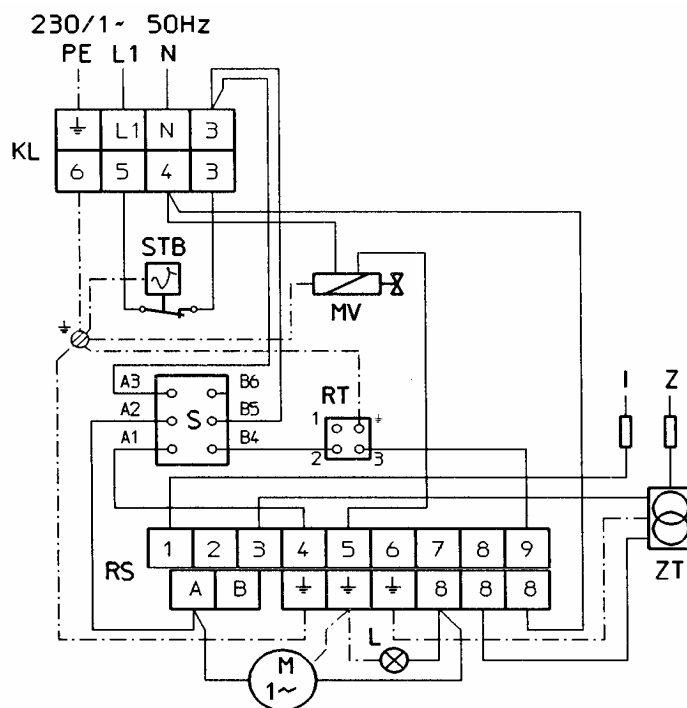 230/1~ 50Hz
PE L1 N
L1 N 3
KL
6 5 4 3
STB
MV
A3 B6
A2 S B5
A1 B4
RT
1
2 3
I Z
1 2 3 4 5 6 7 8 9
RS
A B 8 8 8
ZT
L
M
1~